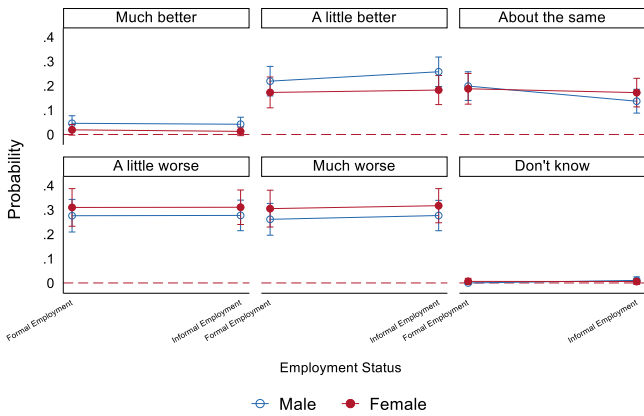 Much better
A little better
About the same
.4
.3
.2
.1
0
A little worse
Much worse
Don't know
.4
.3
.2
.1
0
Probability
Formal Employment
Informal Employment
Formal Employment
Informal Employment
Formal Employment
Informal Employment
Employment Status
Male
Female